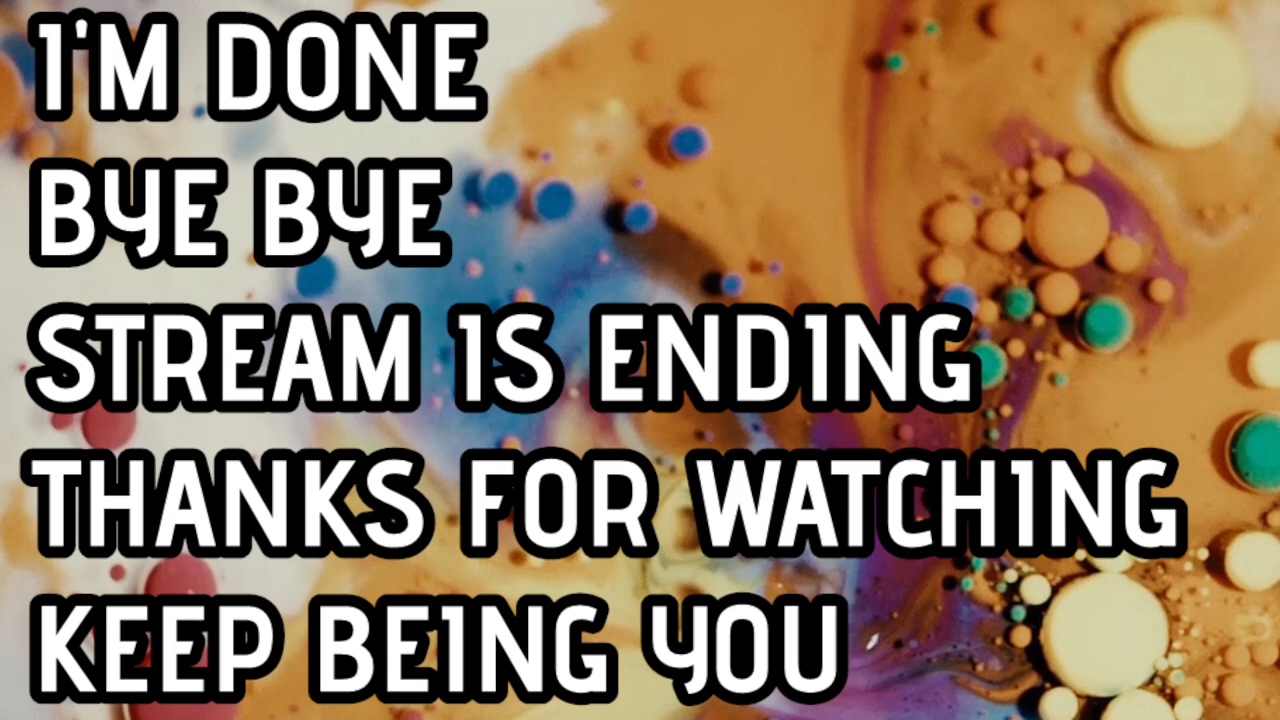 I'M DONE
BYE BYE
STREAM IS ENDING
THANKS FOR WATCHING
KEEP BEING YOU